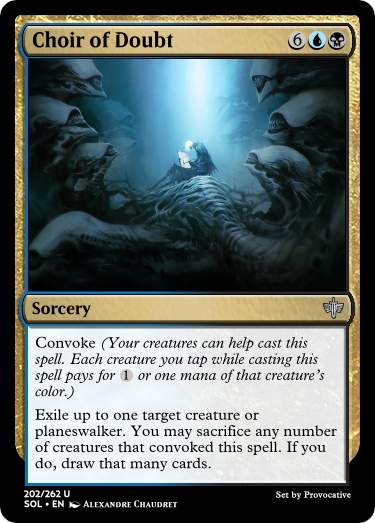 Choir of Doubt 6
Sorcery
Convoke (Your creatures can help cast this
spell. Each creature you tap while casting this
spell pays for 1 or one mana of that creature's
color.)
Exile up to one target creature or
planeswalker. You may sacrifice any number
of creatures that convoked this spell. If you
do, draw that many cards.
202/262 U
SOL • EN Alexandre Chaudret
Set by Provocative